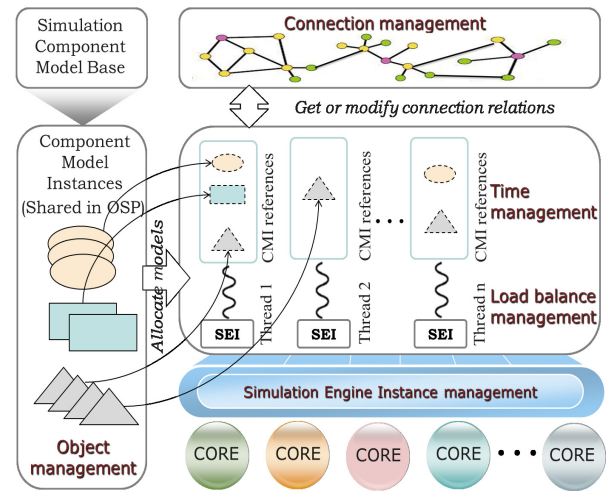 Simulation
Component
Model Base
Connection management
Get or modify connection relations
Component
Model
Instances
(Shared in OSP)
Allocate models
CMI references
CMI references
CMI references
Time
management
Thread 1
Thread 2
Thread n
Load balance
management
SEI
SEI
SEI
Simulation Engine Instance management
Object
management
CORE
CORE
CORE
CORE
CORE